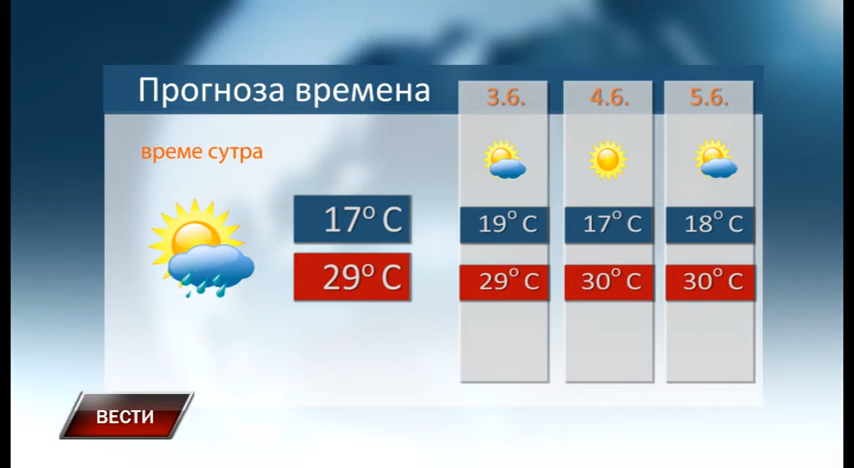 Прогноза времена
време сутра
17° C
29° C
3.6. 4.6. 5.6.
19° C 17° C 18° C
29° C 30° C 30° C
ВЕСТИ